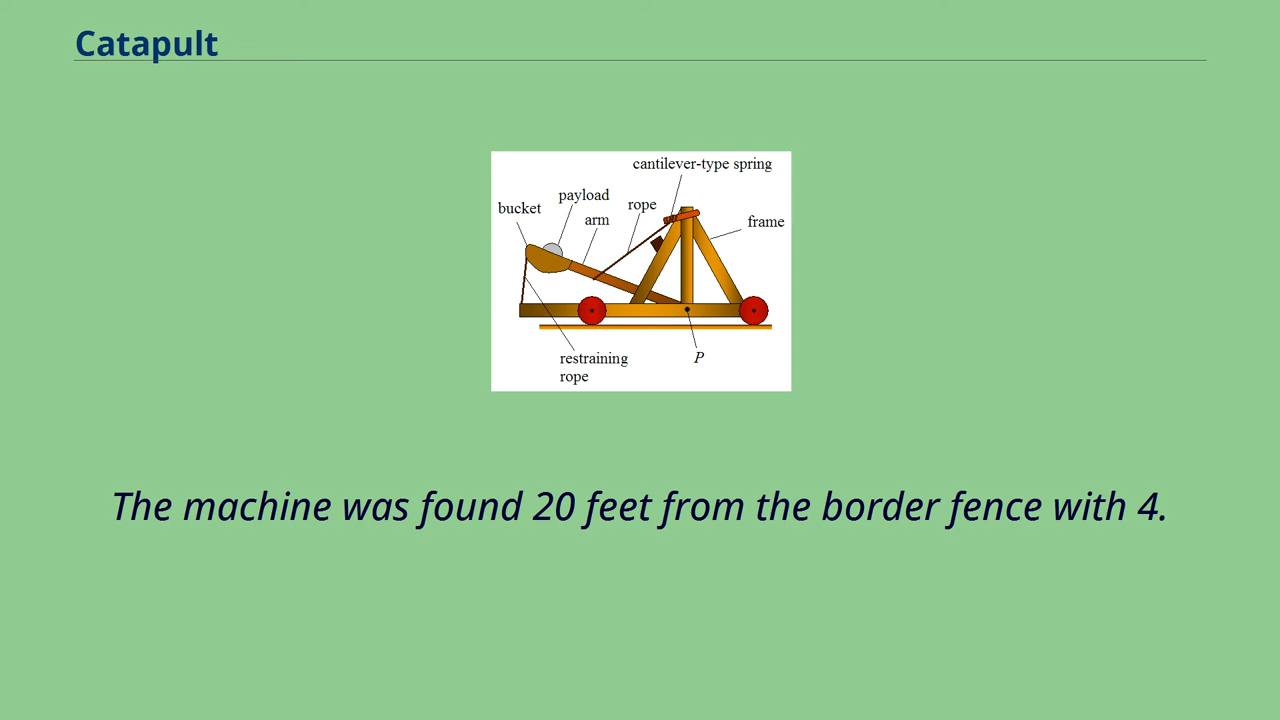 Catapult
cantilever-type spring
payload
bucket
rope
arm
frame
restraining
rope
P
The machine was found 20 feet from the border fence with 4.